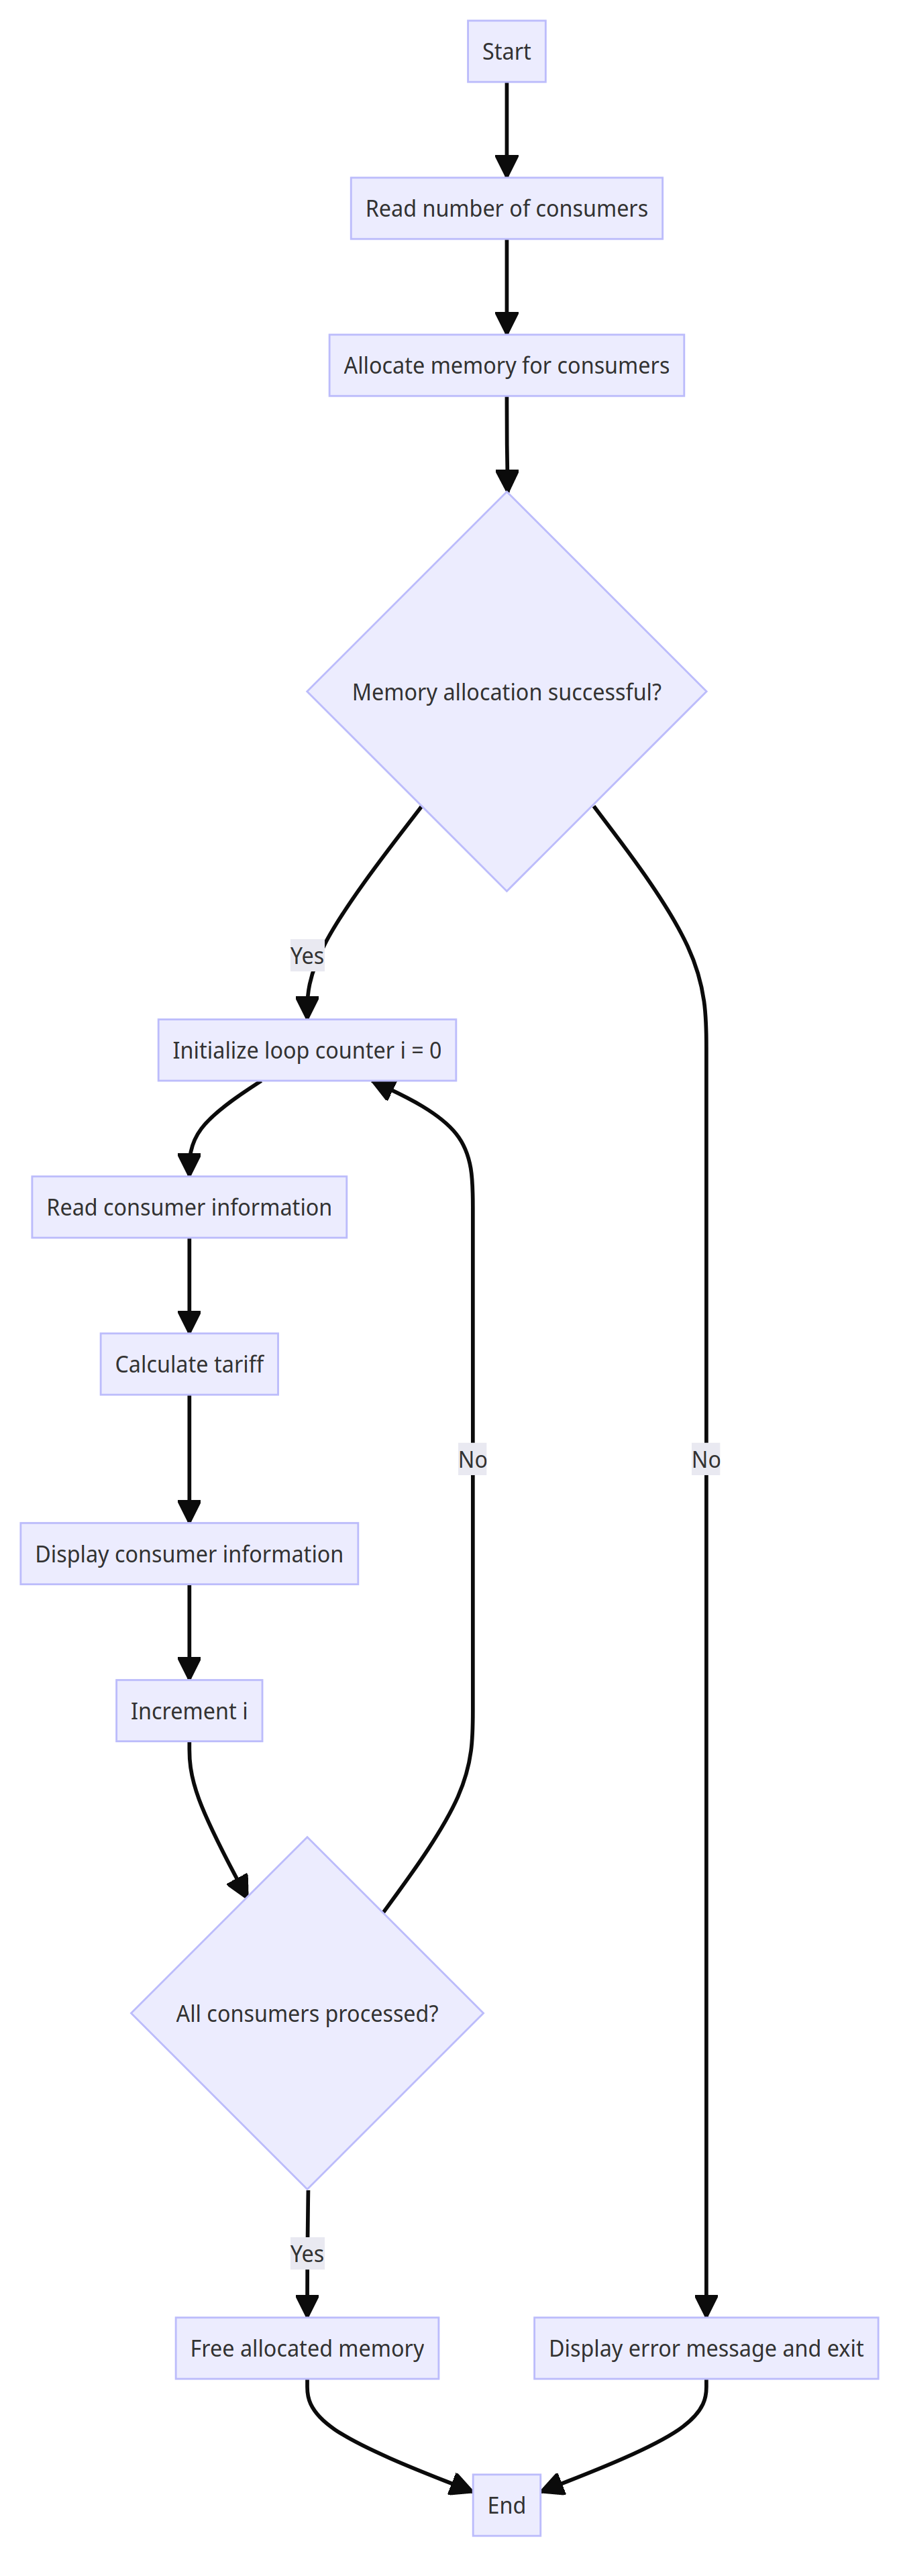 Start
Read number of consumers
Allocate memory for consumers
Memory allocation successful?
Yes
Initialize loop counter i = 0
Read consumer information
Calculate tariff
No
No
Display consumer information
Increment i
All consumers processed?
Yes
Free allocated memory
Display error message and exit
End